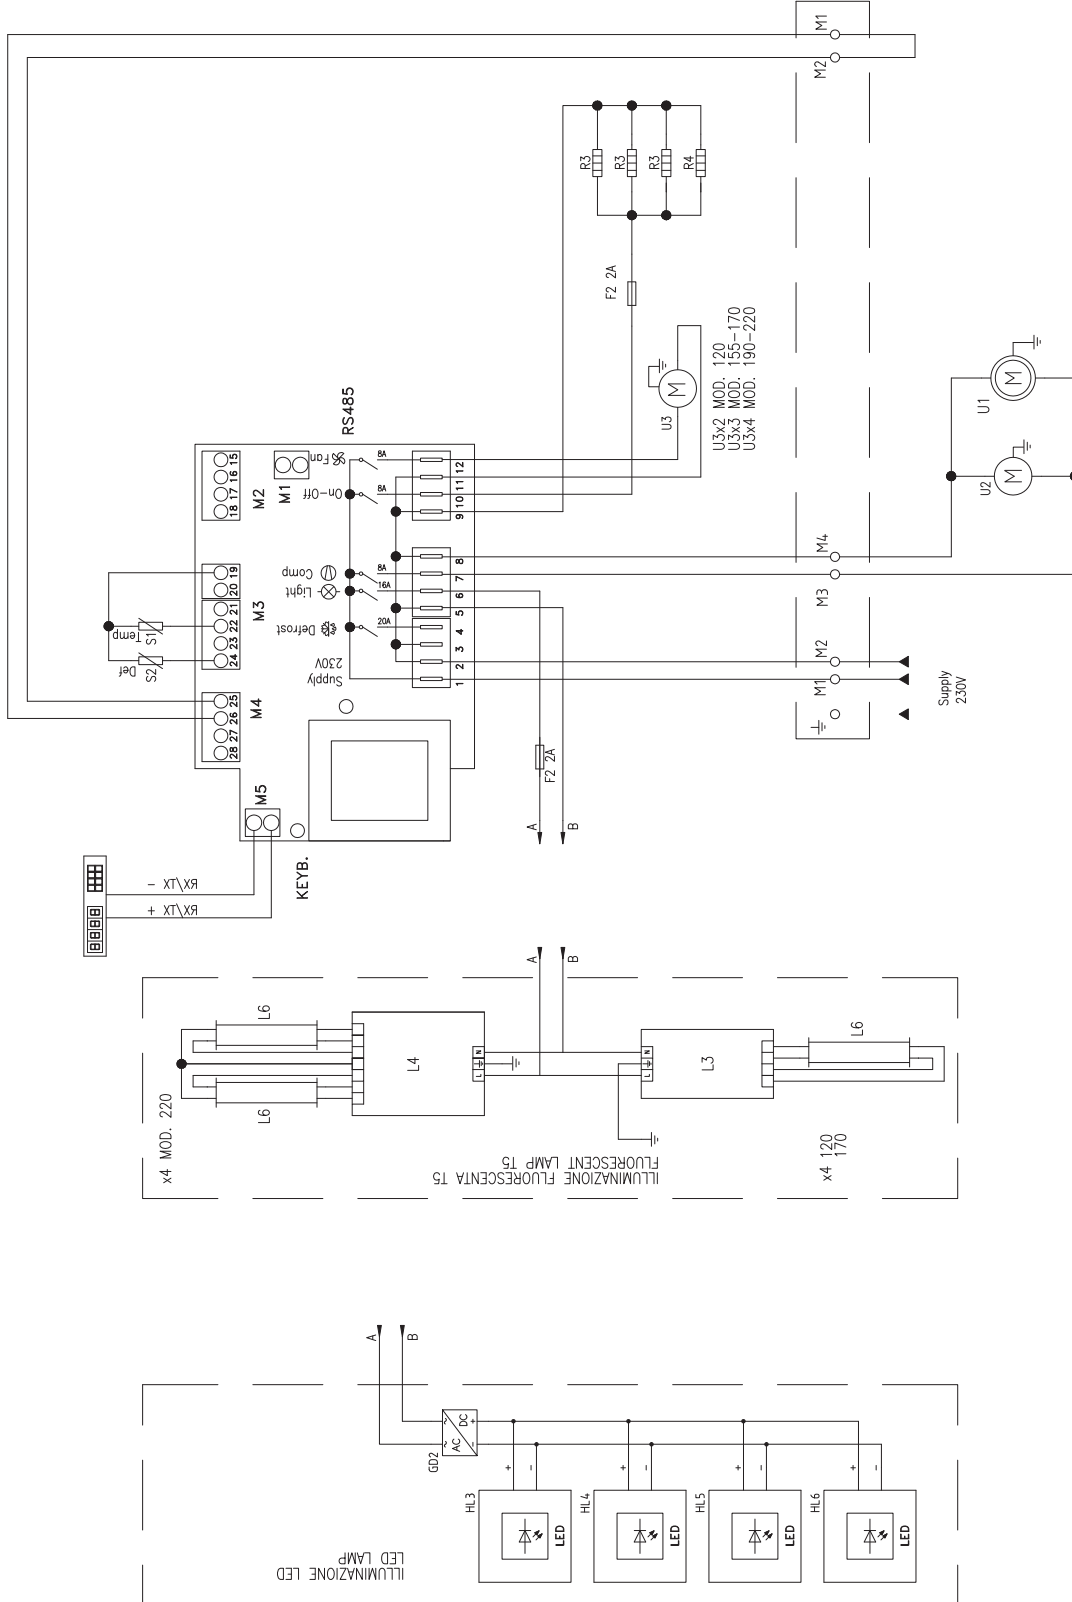 M1
M2
R3
R3
R3
R4
F2 2A
U3
U3x2 MOD. 120
U3x3 MOD. 155-170
U3x4 MOD. 190-220
U1
M
U2
M
M
RS485
15
16
17
18
M2
M1
Fan
On-Off
8A
8A
12
11
10
9
19
20
21
22
23
24
M3
Temp
S1
Def
S2
Comp
Light
Defrost
Supply
230V
8A
16A
20A
8
7
6
5
4
3
2
1
25
26
27
28
M4
M5
KEYB.
RX/TX -
RX/TX +
M4
M3
M2
M1
Supply
230V
F2 2A
A
B
A
B
x4 MOD. 220
L6
L6
L4
N
L
N
L
L3
L6
x4 120
170
ILLUMINAZIONE FLUORESCENTA T5
FLUORESCENT LAMP T5
A
B
GD2
AC
DC
~
~
+
-
HL3
+
-
LED
HL4
+
-
LED
HL5
+
-
LED
HL6
+
-
LED
ILLUMINAZIONE LED
LED LAMP